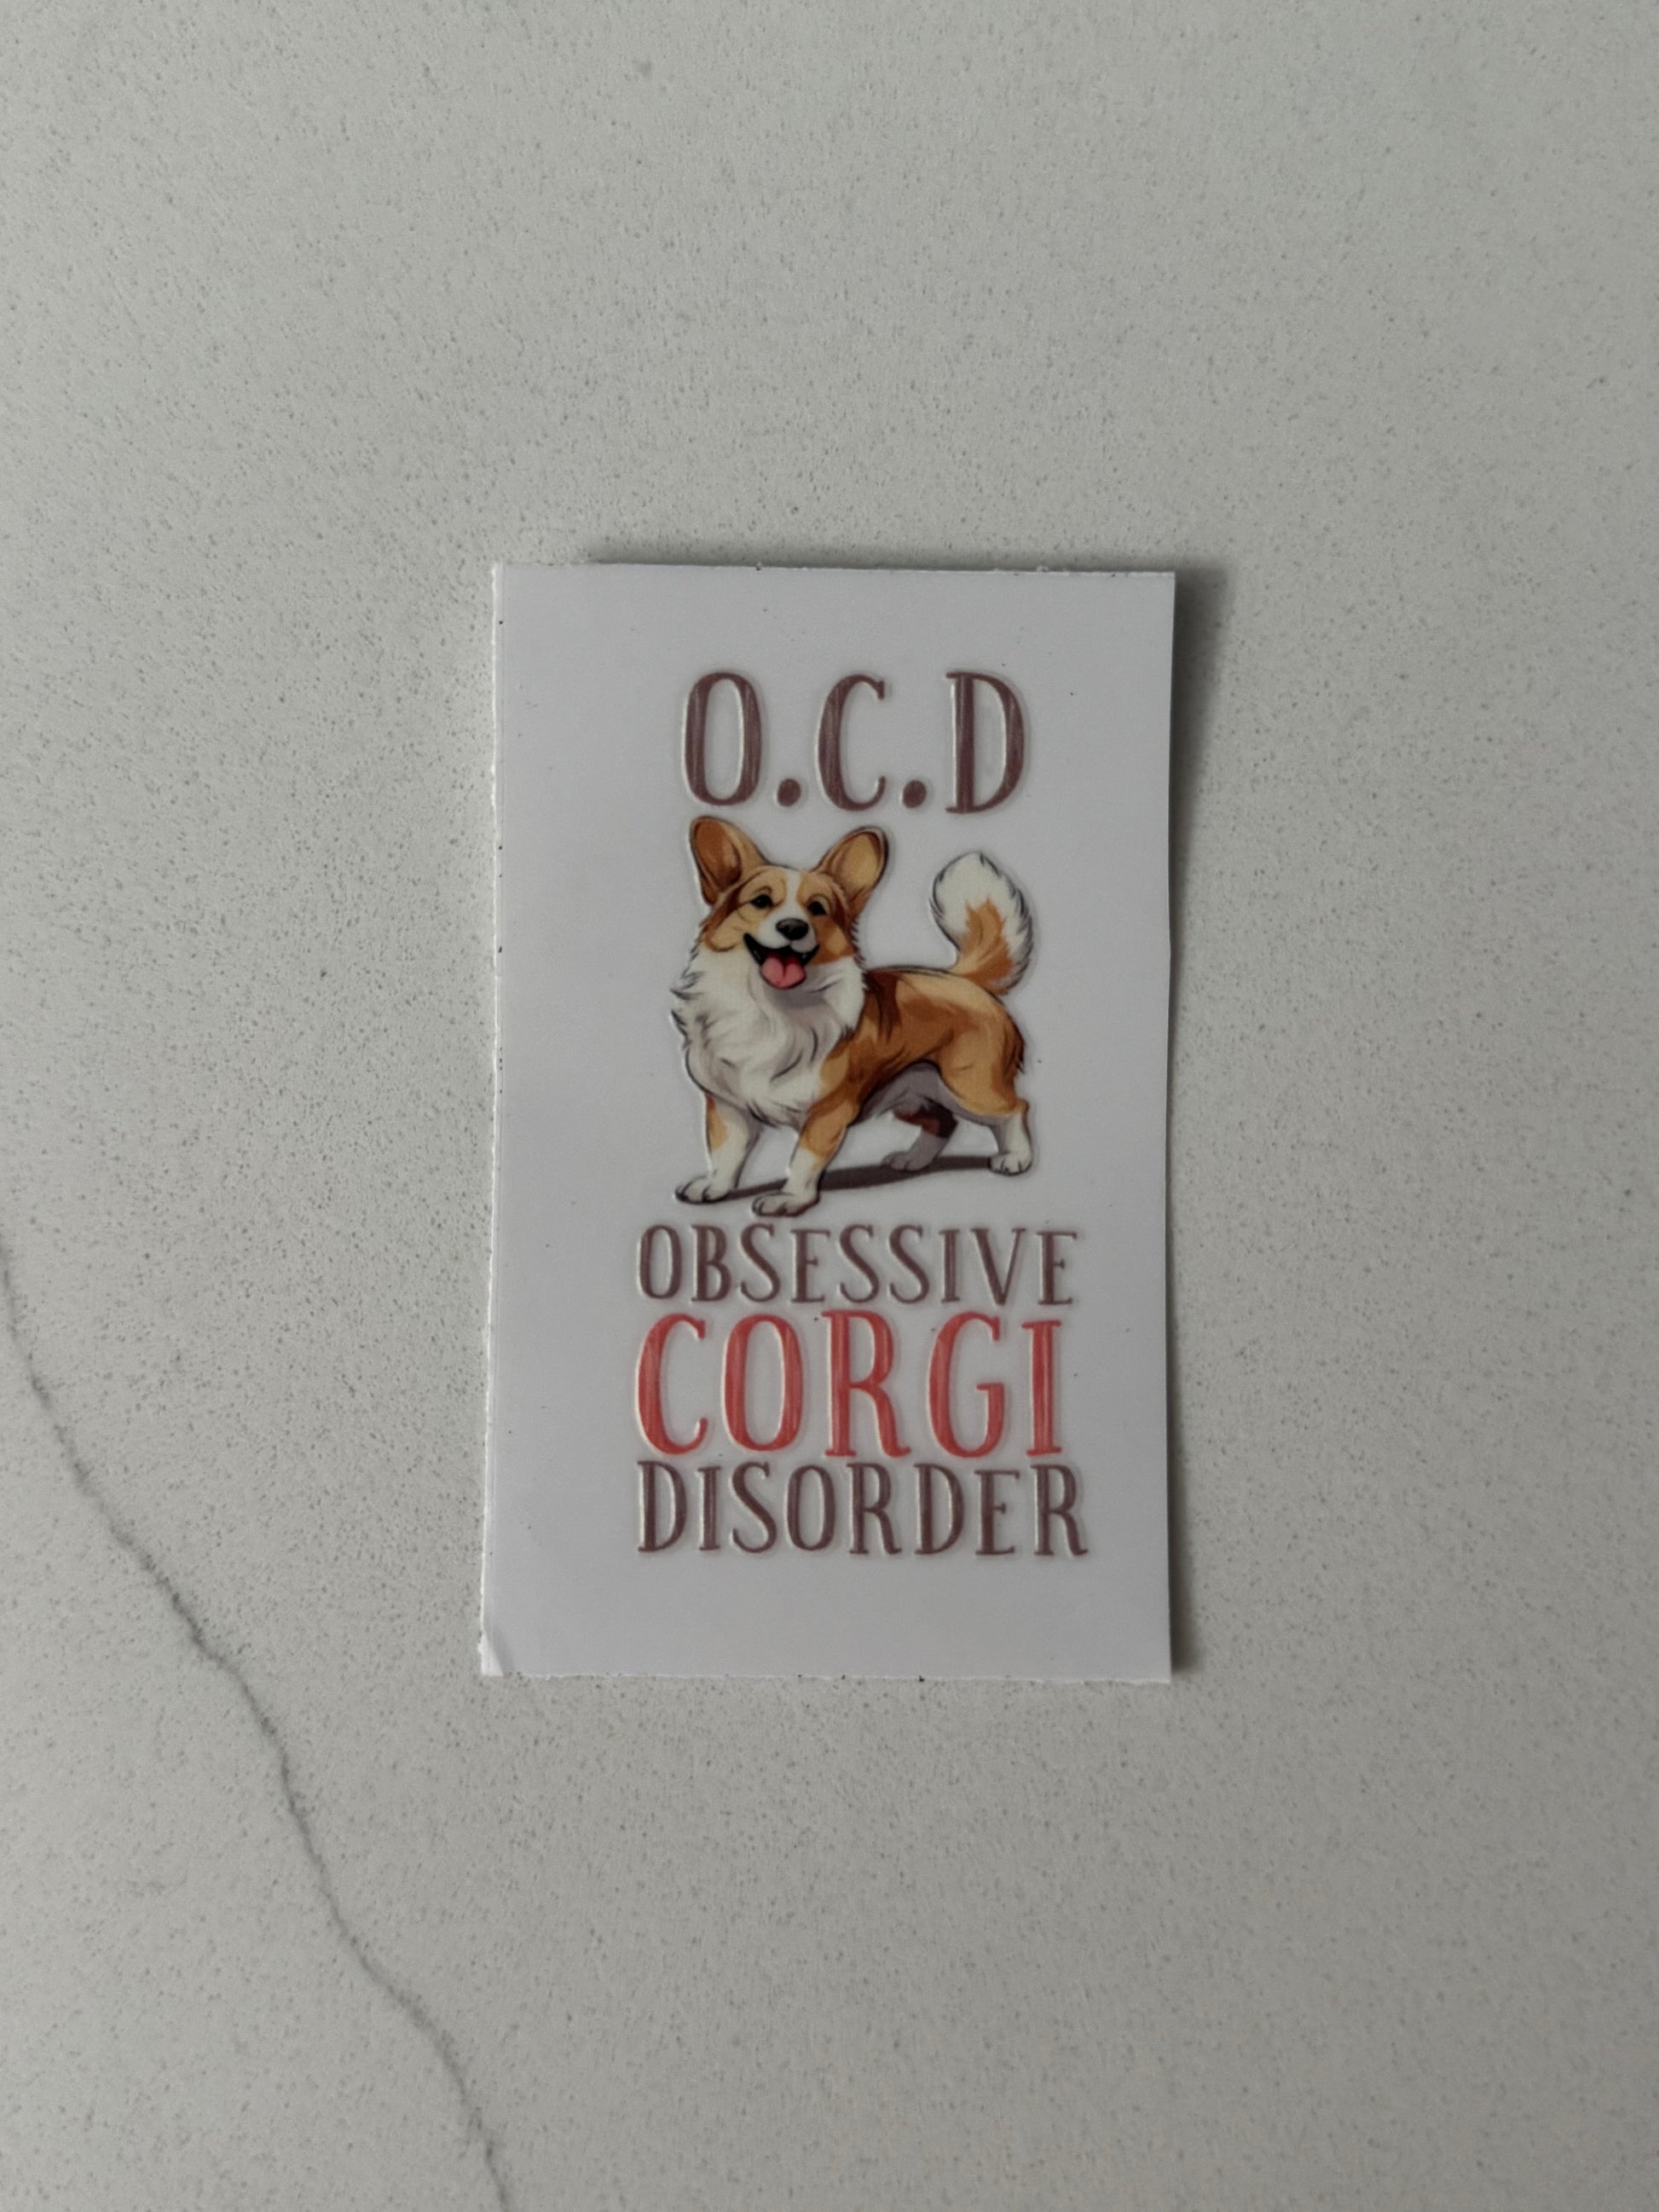 O.C.D
OBSESSIVE
CORGI
DISORDER